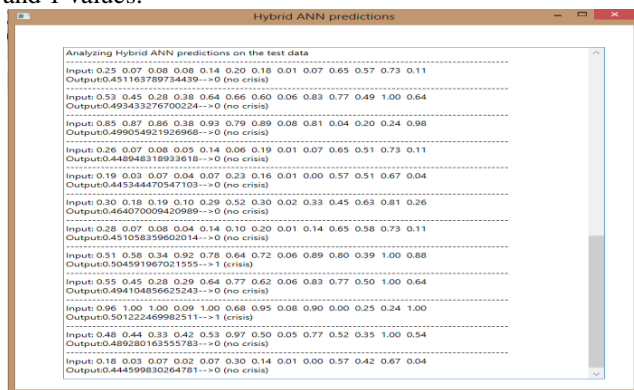 and 1 values.
Hybrid ANN predictions
Analyzing Hybrid ANN predictions on the test data
Input: 0.25 0.07 0.08 0.08 0.14 0.20 0.18 0.01 0.07 0.65 0.57 0.73 0.11
Output:0.451163789734439-->0 (no crisis)
Input: 0.53 0.45 0.28 0.38 0.64 0.66 0.60 0.06 0.83 0.77 0.49 1.00 0.64
Output:0.493433276700224-->0 (no crisis)
Input: 0.85 0.87 0.86 0.38 0.93 0.79 0.89 0.08 0.81 0.04 0.20 0.24 0.98
Output:0.499054921926968-->0 (no crisis)
Input: 0.26 0.07 0.08 0.05 0.14 0.06 0.19 0.01 0.07 0.65 0.51 0.73 0.11
Output:0.448948318933618-->0 (no crisis)
Input: 0.19 0.03 0.07 0.04 0.07 0.23 0.16 0.01 0.00 0.57 0.51 0.67 0.04
Output:0.445344470547103-->0 (no crisis)
Input: 0.30 0.18 0.19 0.10 0.29 0.52 0.30 0.02 0.33 0.45 0.63 0.81 0.26
Output:0.464070009420989-->0 (no crisis)
Input: 0.28 0.07 0.08 0.04 0.14 0.10 0.20 0.01 0.14 0.65 0.58 0.73 0.11
Output:0.451058359602014-->0 (no crisis)
Input: 0.51 0.58 0.34 0.92 0.78 0.64 0.72 0.06 0.89 0.80 0.39 1.00 0.88
Output:0.504591967021555-->1 (crisis)
Input: 0.55 0.45 0.28 0.29 0.64 0.77 0.62 0.06 0.83 0.77 0.50 1.00 0.64
Output:0.494104856625243-->0 (no crisis)
Input: 0.96 1.00 1.00 0.09 1.00 0.68 0.95 0.08 0.90 0.00 0.25 0.24 1.00
Output:0.501222469982511-->1 (crisis)
Input: 0.48 0.44 0.33 0.42 0.53 0.97 0.50 0.05 0.77 0.52 0.35 1.00 0.54
Output:0.489280163555783-->0 (no crisis)
Input: 0.18 0.03 0.07 0.02 0.07 0.30 0.14 0.01 0.00 0.57 0.42 0.67 0.04
Output:0.444599830264781-->0 (no crisis)